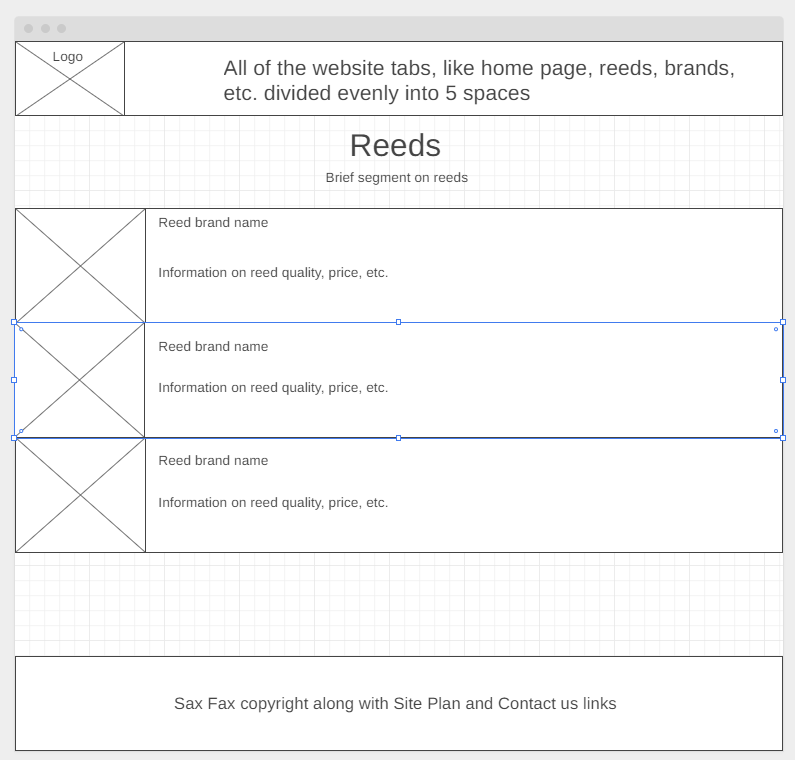 Logo
All of the website tabs, like home page, reeds, brands,
etc. divided evenly into 5 spaces
Reeds
Brief segment on reeds
Reed brand name
Information on reed quality, price, etc.
Reed brand name
Information on reed quality, price, etc.
Reed brand name
Information on reed quality, price, etc.
Sax Fax copyright along with Site Plan and Contact us links